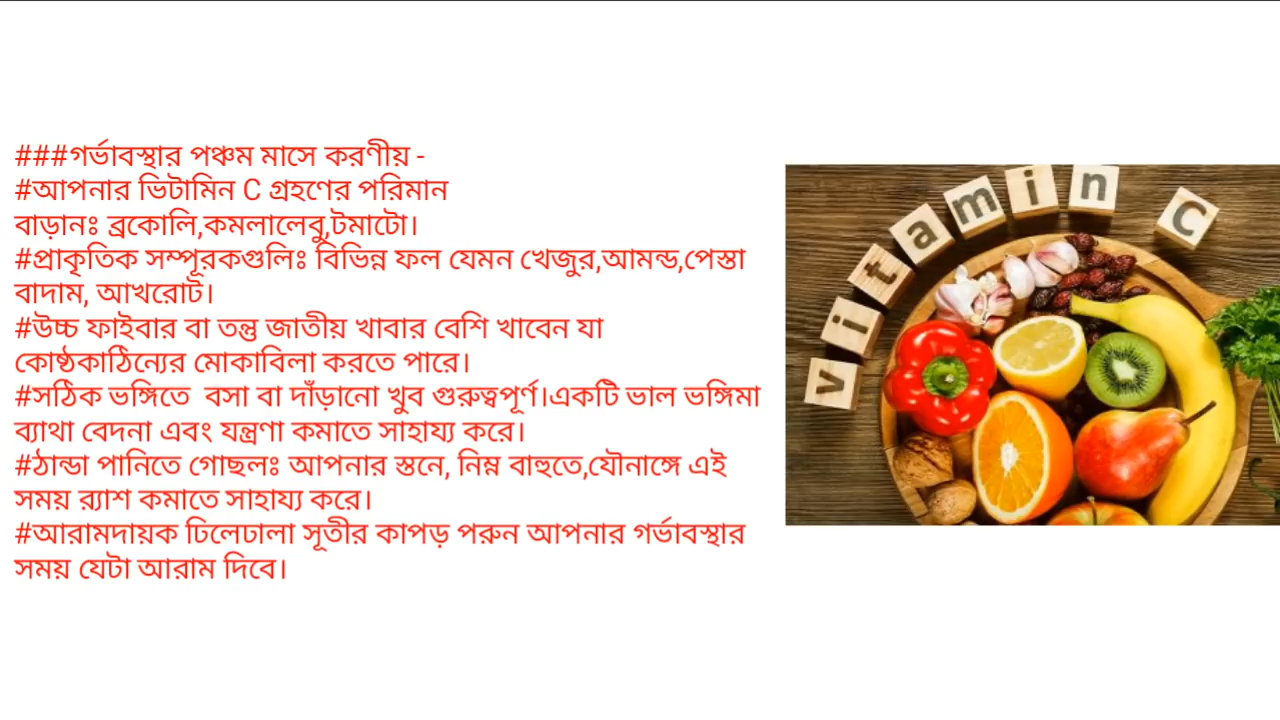 ###গর্ভাবস্থার পঞ্চম মাসে করণীয় -
#আপনার ভিটামিন C গ্রহণের পরিমান
বাড়ানঃ ব্রকোলি,কমলালেবু,টমাটো।
#প্রাকৃতিক সম্পূরকগুলিঃ বিভিন্ন ফল যেমন খেজুর,আমন্ড,পেস্তা
বাদাম, আখরোট।
#উচ্চ ফাইবার বা তন্তু জাতীয় খাবার বেশি খাবেন যা
কোষ্ঠকাঠিন্যের মোকাবিলা করতে পারে।
#সঠিক ভঙ্গিতে  বসা বা দাঁড়ানো খুব গুরুত্বপূর্ণ।একটি ভাল ভঙ্গিমা
ব্যাথা বেদনা এবং যন্ত্রণা কমাতে সাহায্য করে।
#ঠান্ডা পানিতে গোছলঃ আপনার স্তনে, নিম্ন বাহুতে,যৌনাঙ্গে এই
সময় র‍্যাশ কমাতে সাহায্য করে।
#আরামদায়ক ঢিলেঢালা সূতীর কাপড় পরুন আপনার গর্ভাবস্থার
সময় যেটা আরাম দিবে।
vitamin C